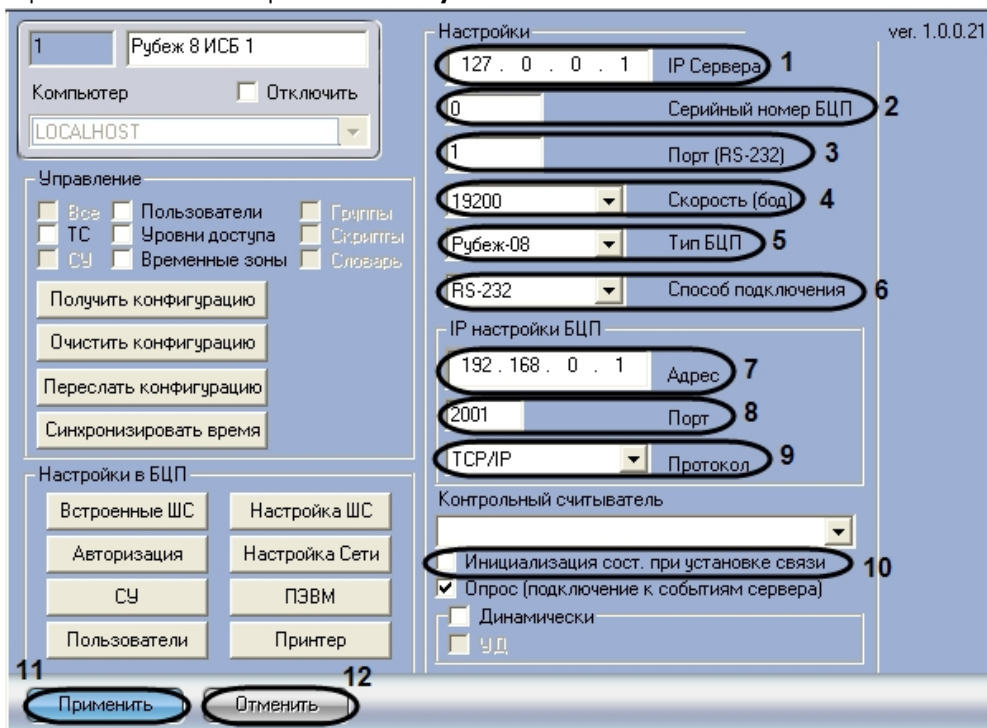 1 Рубеж 8 ИСБ 1
Компьютер Отключить
LOCALHOST
Управление
Все Пользователи Группы
ТС Уровни доступа Скрипты
СУ Временные зоны Словарь
Получить конфигурацию
Очистить конфигурацию
Переслать конфигурацию
Синхронизировать время
Настройки в БЦП
Встроенные ШС Настройка ШС
Авторизация Настройка Сети
СУ ПЭВМ
Пользователи Принтер
Настройки
ver. 1.0.0.21
127 . 0 . 0 . 1 IP Сервера 1
0 Серийный номер БЦП 2
1 Порт (RS-232) 3
19200 Скорость (бод) 4
Рубеж-08 Тип БЦП 5
RS-232 Способ подключения 6
IP настройки БЦП
192 . 168 . 0 . 1 Адрес 7
2001 Порт 8
TCP/IP Протокол 9
Контрольный считыватель
Инициализация сост. при установке связи 10
Опрос (подключение к событиям сервера)
Динамически
УД
11 12
Применить Отменить